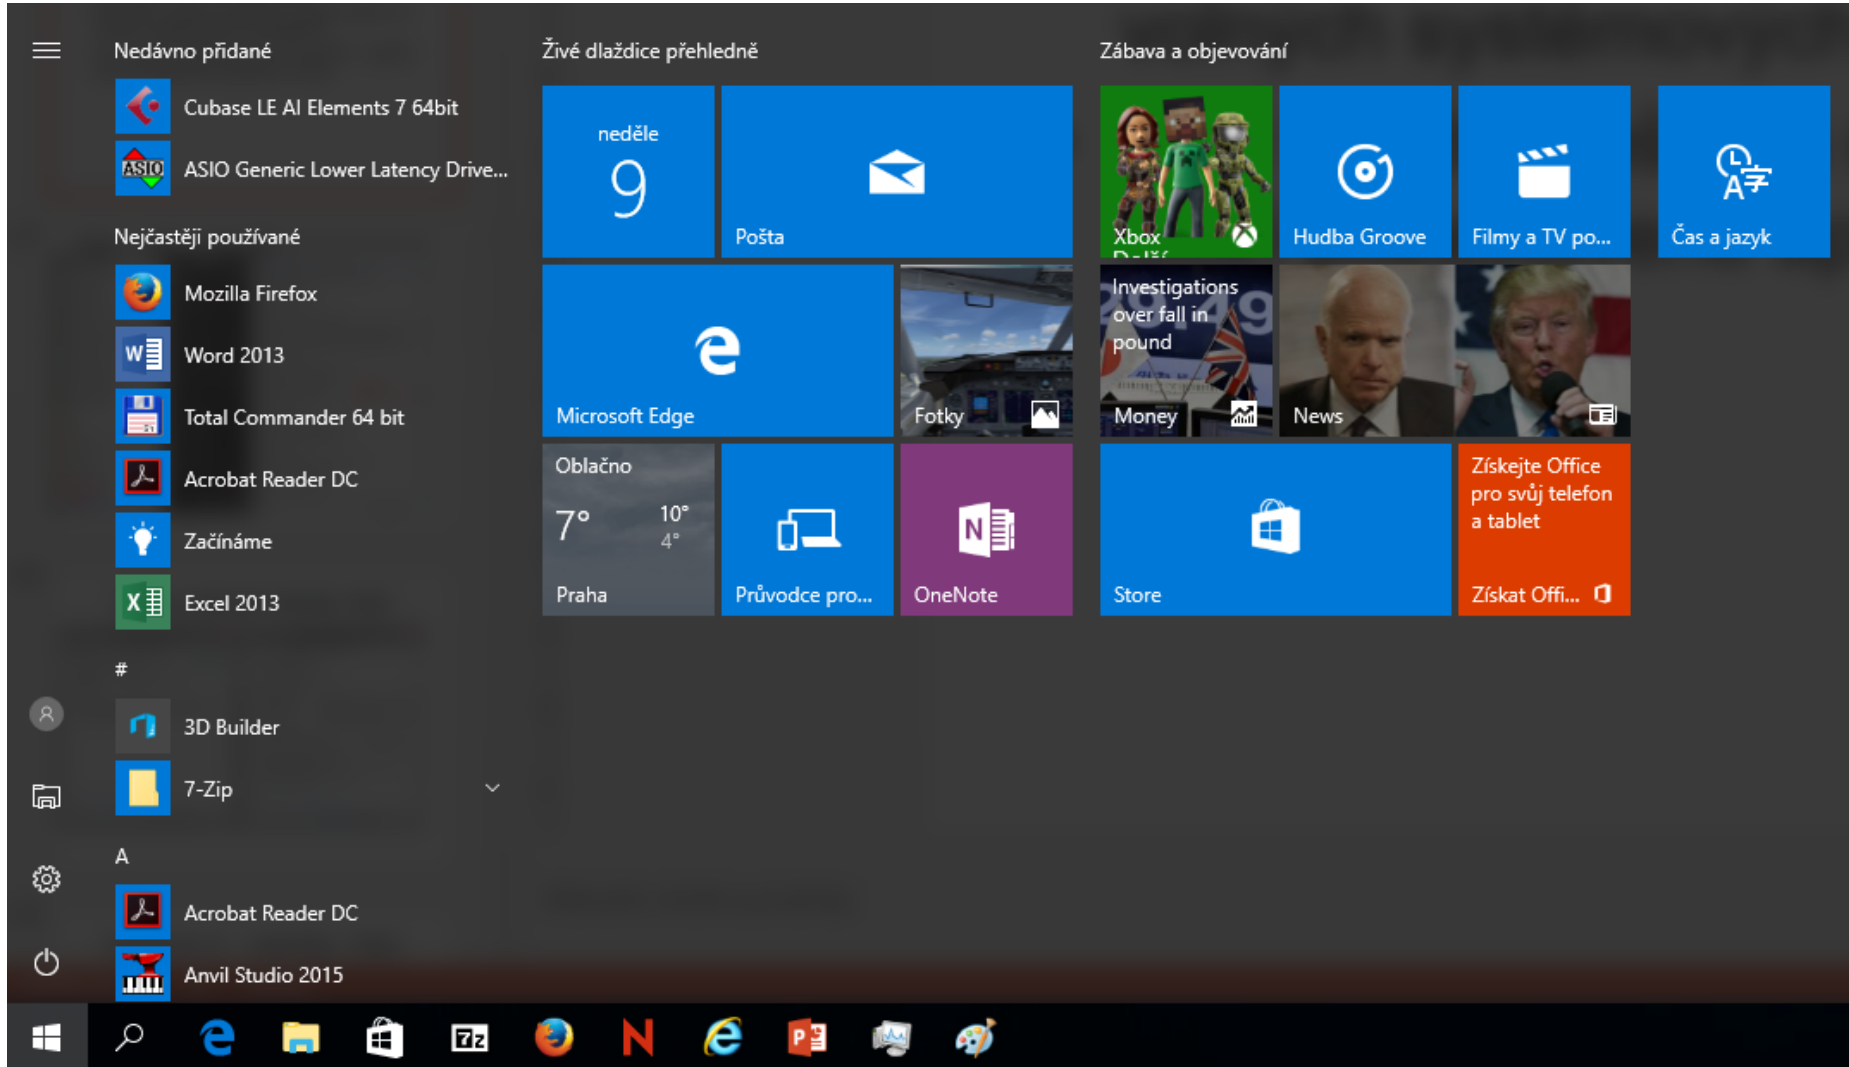 Nedávno přidané
Cubase LE AI Elements 7 64bit
ASIO
ASIO Generic Lower Latency Drive...
Nejčastěji používané
Mozilla Firefox
Word 2013
Total Commander 64 bit
Acrobat Reader DC
Začínáme
Excel 2013
#
3D Builder
7-Zip
A
Acrobat Reader DC
Anvil Studio 2015
Živé dlaždice přehledně
neděle
9
Pošta
Microsoft Edge
Fotky
Oblačno
7° 10°
4°
Praha
Průvodce pro...
OneNote
Zábava a objevování
Xbox
Další
Hudba Groove
Filmy a TV po...
Čas a jazyk
Investigations
over fall in
pound
Money
News
Store
Získejte Office
pro svůj telefon
a tablet
Získat Offi...
7z